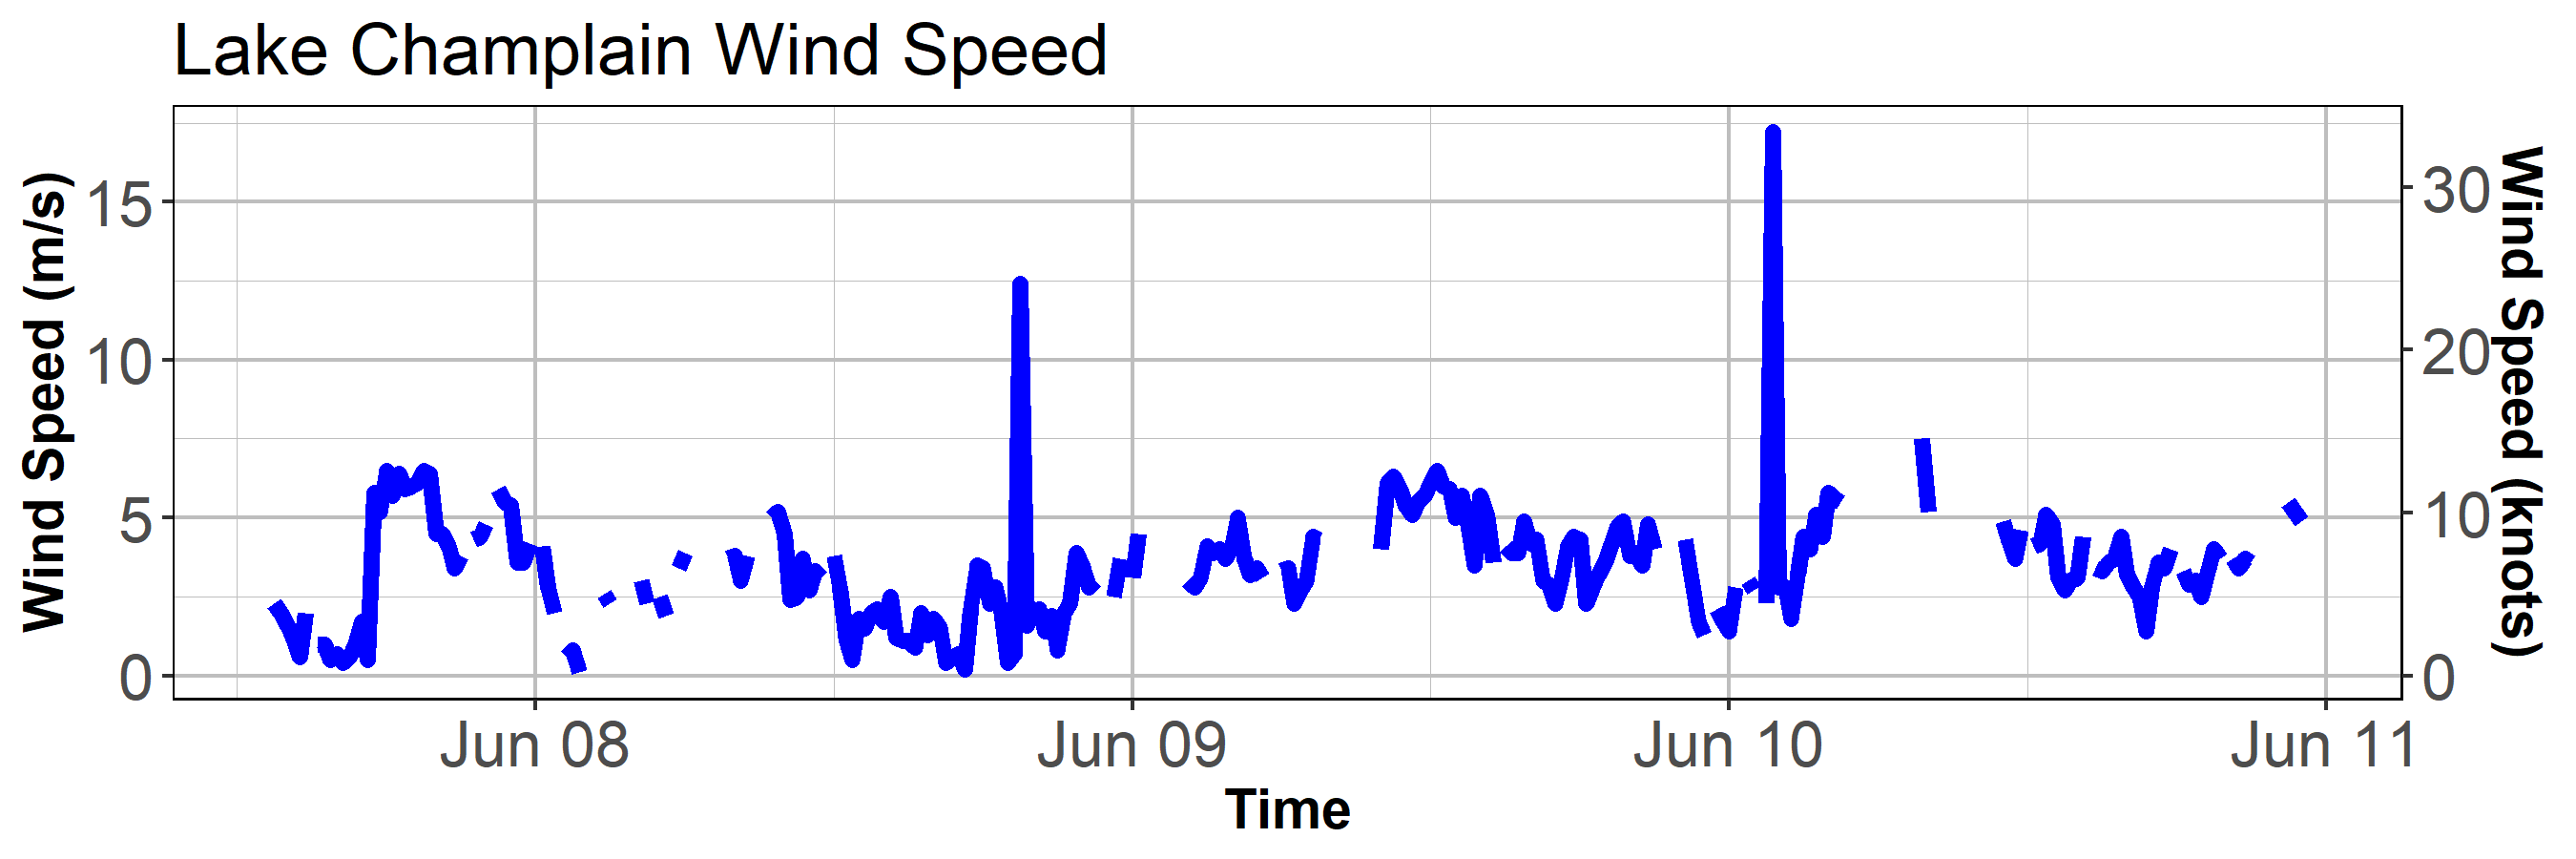 Lake Champlain Wind Speed
Wind Speed (m/s)
15
10
5
0
30
20
10
0
Wind Speed (knots)
Jun 08
Jun 09
Jun 10
Jun 11
Time